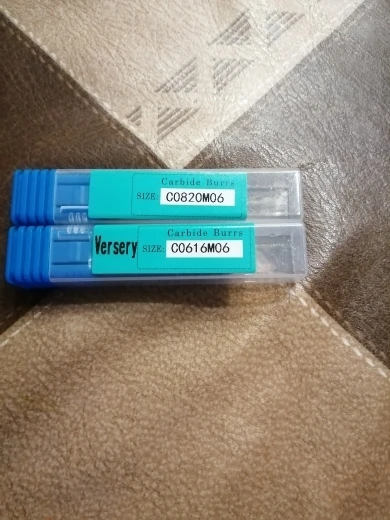 Carbide Burrs
SIZE: C0820M06
Versery
Carbide Burrs
SIZE: C0616M06